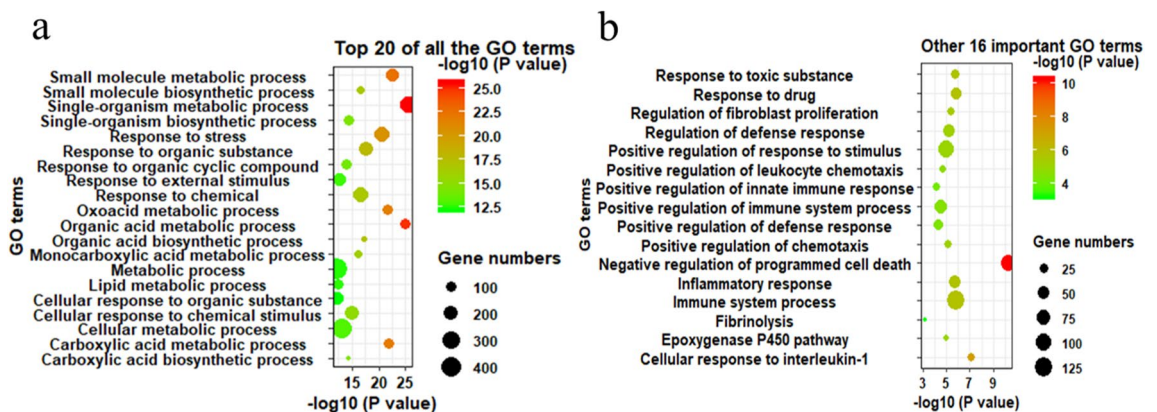 a
Top 20 of all the GO terms
GO terms
Small molecule metabolic process
Small molecule biosynthetic process
Single-organism metabolic process
Single-organism biosynthetic process
Response to stress
Response to organic substance
Response to organic cyclic compound
Response to external stimulus
Response to chemical
Oxoacid metabolic process
Organic acid metabolic process
Organic acid biosynthetic process
Monocarboxylic acid metabolic process
Metabolic process
Lipid metabolic process
Cellular response to organic substance
Cellular response to chemical stimulus
Cellular metabolic process
Carboxylic acid metabolic process
Carboxylic acid biosynthetic process
15 20 25
-log10 (P value)
-log10 (P value)
25.0
22.5
20.0
17.5
15.0
12.5
Gene numbers
100
200
300
400
b
Other 16 important GO terms
GO terms
Response to toxic substance
Response to drug
Regulation of fibroblast proliferation
Regulation of defense response
Positive regulation of response to stimulus
Positive regulation of leukocyte chemotaxis
Positive regulation of innate immune response
Positive regulation of immune system process
Positive regulation of defense response
Positive regulation of chemotaxis
Negative regulation of programmed cell death
Inflammatory response
Immune system process
Fibrinolysis
Epoxygenase P450 pathway
Cellular response to interleukin-1
3 5 7 9
-log10 (P value)
-log10 (P value)
10
8
6
4
Gene numbers
25
50
75
100
125